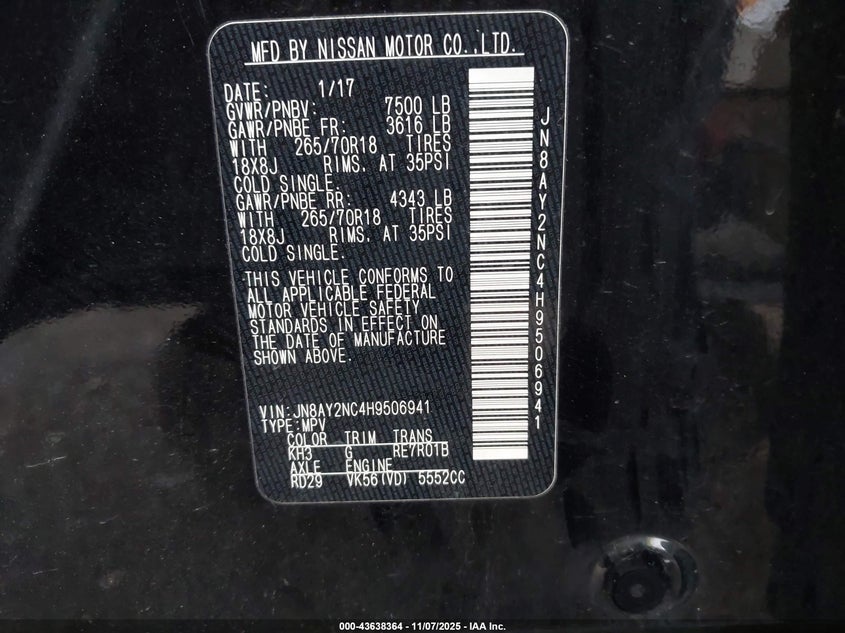 MFD BY NISSAN MOTOR CO.,LTD.
DATE: 1/17
GVWR/PNBV: 7500 LB
GAWR/PNBE FR: 3616 LB
WITH 265/70R18 TIRES
18X8J RIMS. AT 35PSI
COLD SINGLE.
GAWR/PNBE RR: 4343 LB
WITH 265/70R18 TIRES
18X8J RIMS. AT 35PSI
COLD SINGLE.
THIS VEHICLE CONFORMS TO
ALL APPLICABLE FEDERAL
MOTOR VEHICLE SAFETY
STANDARDS IN EFFECT ON
THE DATE OF MANUFACTURE
SHOWN ABOVE.
VIN:JN8AY2NC4H9506941
TYPE:MPV
COLOR TRIM TRANS
KH3 G RE7R01B
AXLE ENGINE
RD29 VK56(VD) 5552CC
JN8AY2NC4H9506941
000-43638364 - 11/07/2025 - IAA Inc.